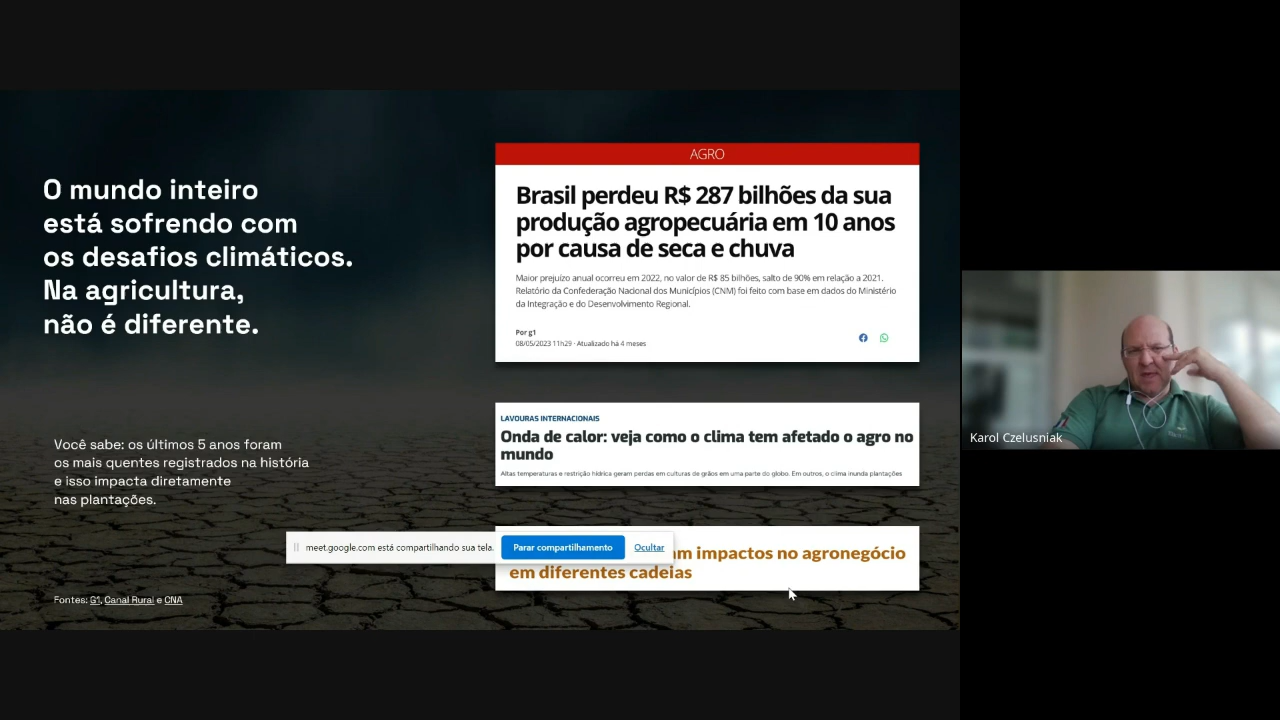 O mundo inteiro
está sofrendo com
os desafios climáticos.
Na agricultura,
não é diferente.
Você sabe: os últimos 5 anos foram
os mais quentes registrados na história
e isso impacta diretamente
nas plantações.
Fontes: G1, Canal Rural e CNA
AGRO
Brasil perdeu R$ 287 bilhões da sua
produção agropecuária em 10 anos
por causa de seca e chuva
Maior prejuízo anual ocorreu em 2022, no valor de R$ 85 bilhões, salto de 90% em relação a 2021.
Relatório da Confederação Nacional dos Municípios (CNM) foi feito com base em dados do Ministério
da Integração e do Desenvolvimento Regional.
Por g1
08/05/2023 11h29 · Atualizado há 4 meses
LAVOURAS INTERNACIONAIS
Onda de calor: veja como o clima tem afetado o agro no
mundo
Altas temperaturas e restrição hídrica geram perdas em culturas de grãos em uma parte do globo. Em outros, o clima inunda plantações
meet.google.com está compartilhando sua tela.
Parar compartilhamento
Ocultar
am impactos no agronegócio
em diferentes cadeias
Karol Czelusniak